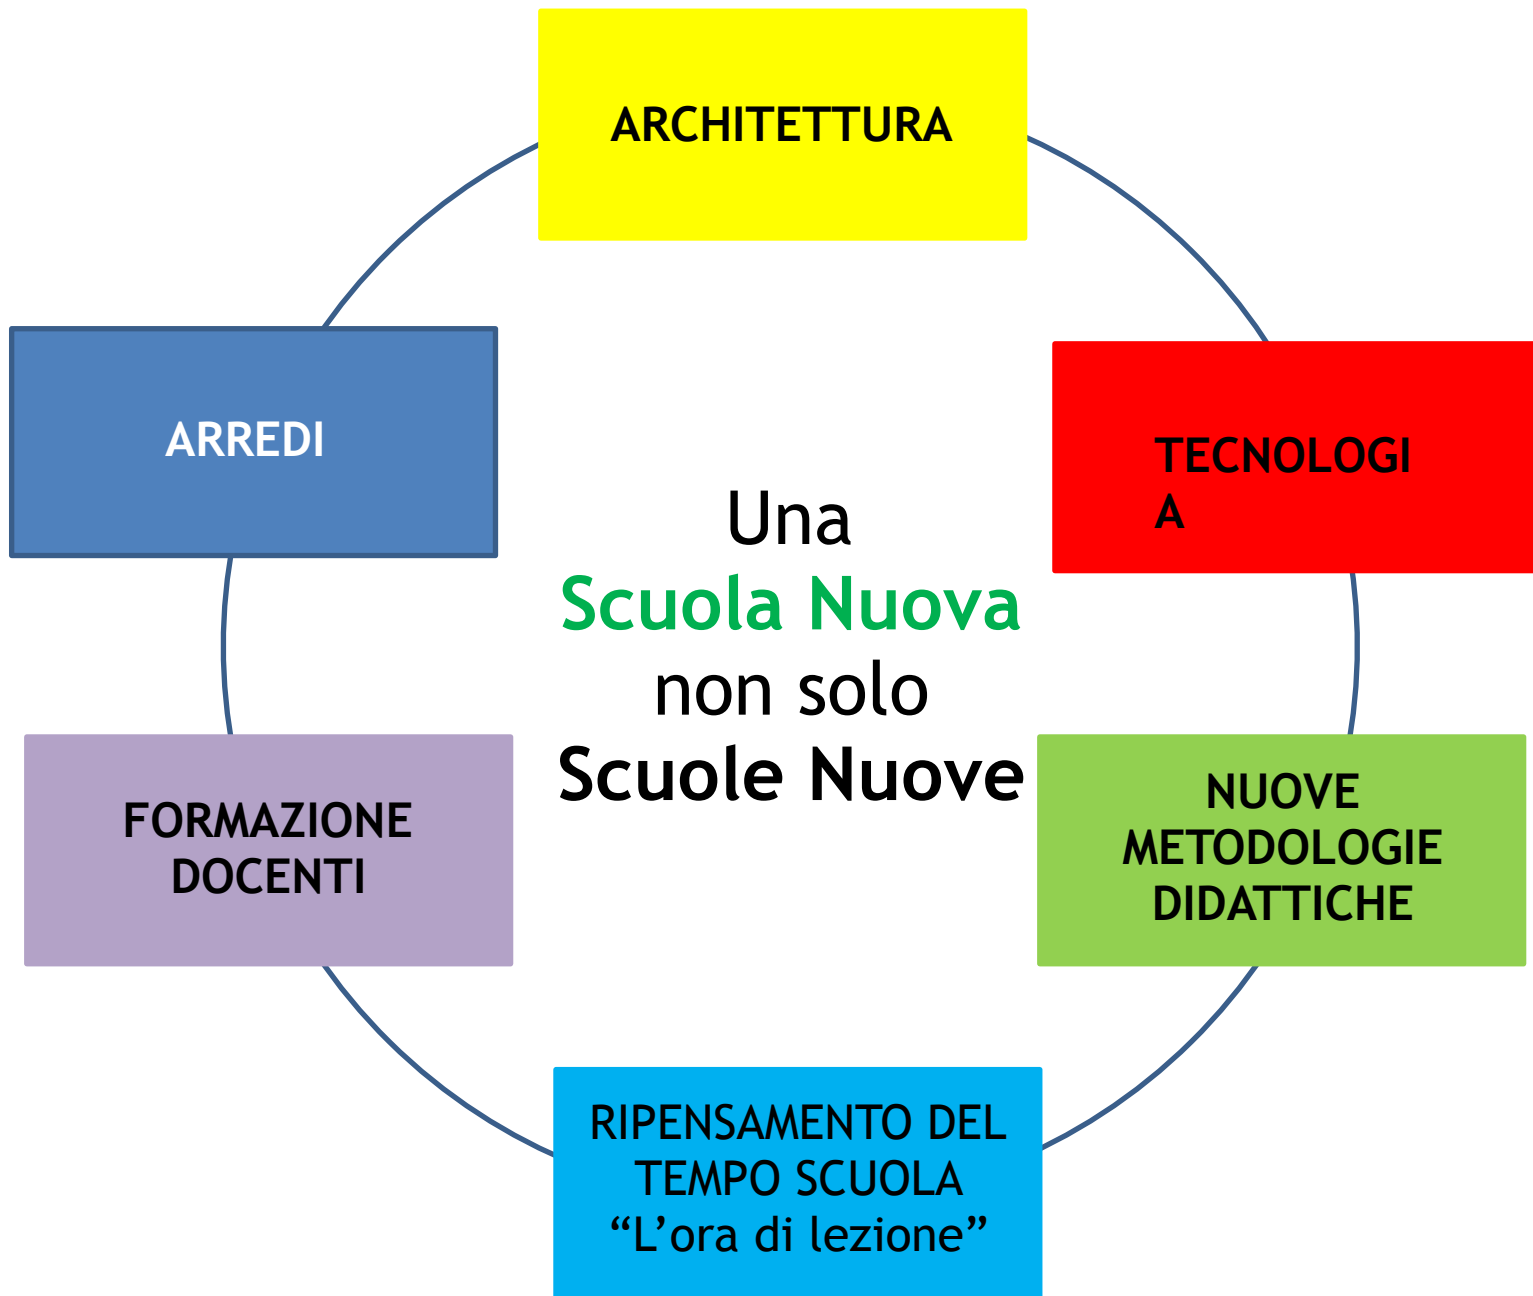 ARCHITETTURA
ARREDI
TECNOLOGI
A
Una
Scuola Nuova
non solo
Scuole Nuove
FORMAZIONE
DOCENTI
NUOVE
METODOLOGIE
DIDATTICHE
RIPENSAMENTO DEL
TEMPO SCUOLA
“L’ora di lezione”